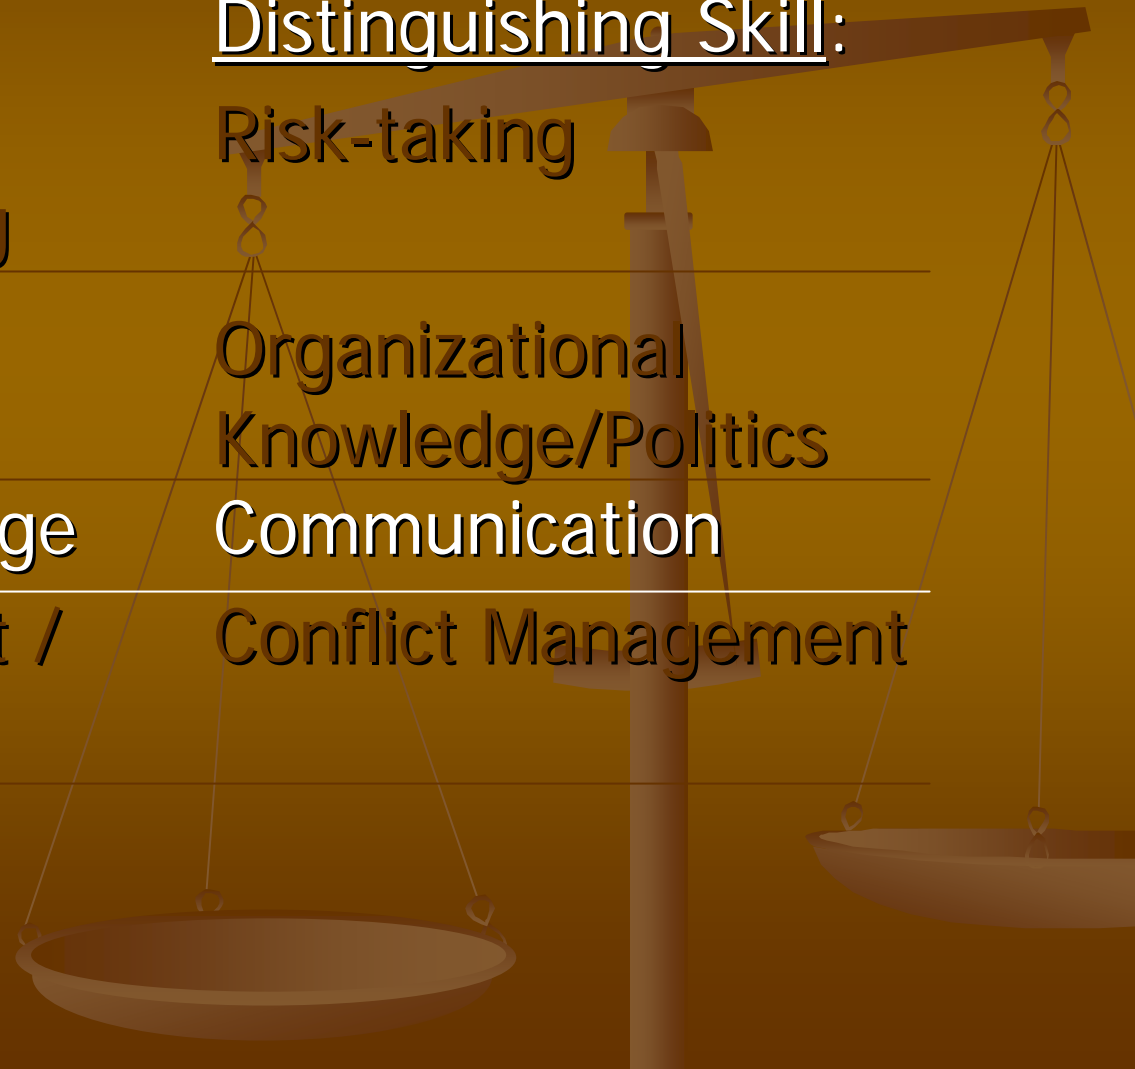 Distinguishing Skill:
Risk-taking
g
Organizational
Knowledge/Politics
ge Communication
t / Conflict Management